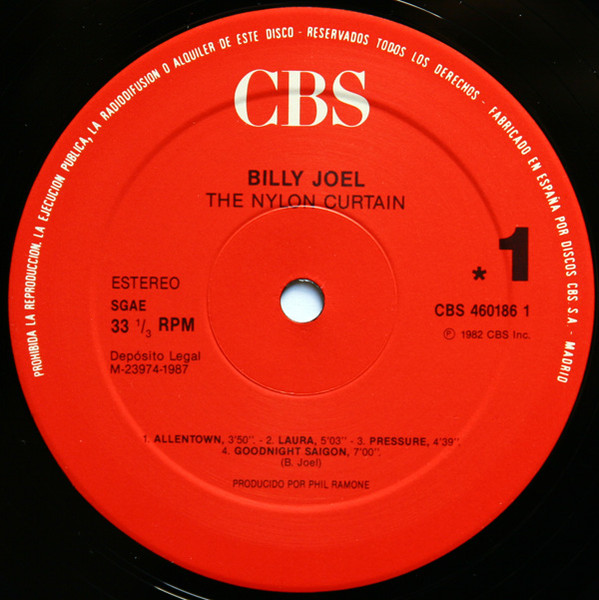 PROHIBIDA LA REPRODUCCION. LA EJECUCION PUBLICA, LA RADIODIFUSION O ALQUILER DE ESTE DISCO - RESERVADOS TODOS LOS DERECHOS - FABRICADO EN ESPAÑA POR DISCOS CBS S.A. - MADRID
CBS
BILLY JOEL
THE NYLON CURTAIN
* 1
ESTEREO
SGAE
33 1/3 RPM
CBS 460186 1
Ⓟ 1982 CBS Inc.
Depósito Legal
M-23974-1987
1. ALLENTOWN, 3'50". - 2. LAURA, 5'03" - 3. PRESSURE, 4'39".
4. GOODNIGHT SAIGON, 7'00".
(B. Joel)
PRODUCIDO POR PHIL RAMONE